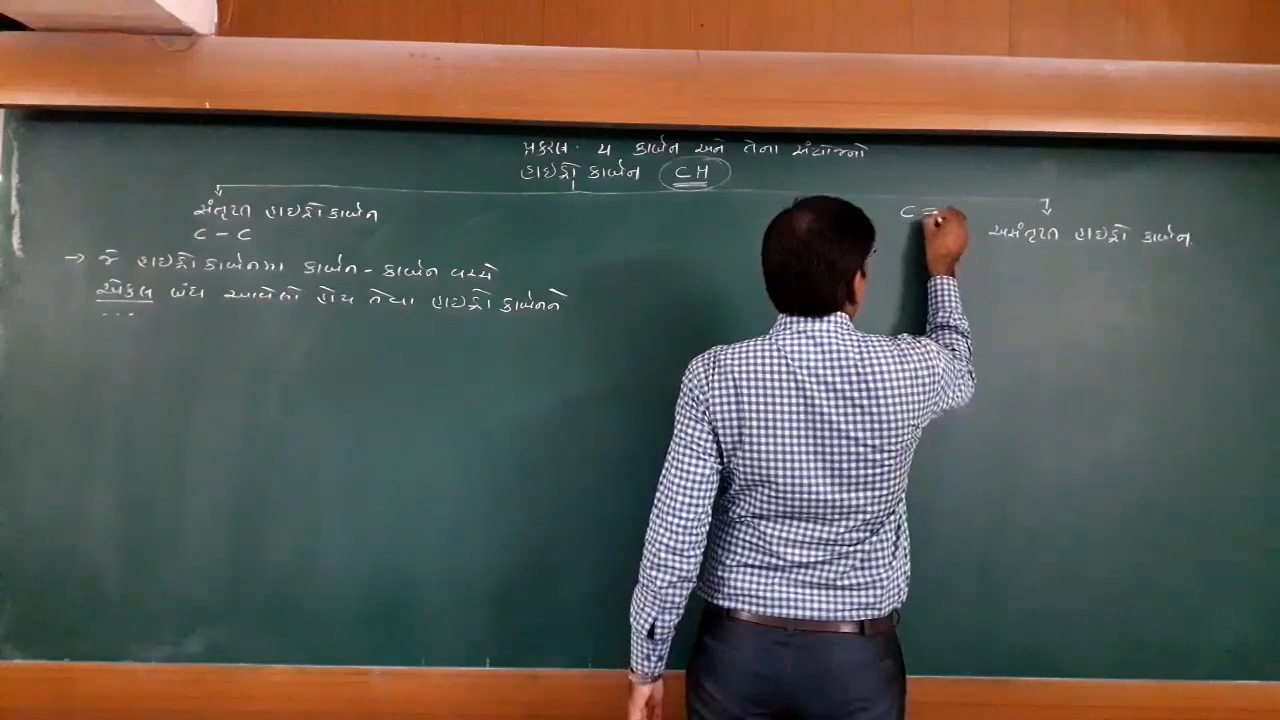 પ્રકરણ. 4 કાર્બન અને તેના સંયોજનો
હાઇડ્રો કાર્બન CH
સંતૃપ્ત હાઇડ્રોકાર્બન
C - C
→ જે હાઇડ્રોકાર્બનમાં કાર્બન - કાર્બન વચ્ચે
એકલ બંધ આવેલો હોય તેવા હાઇડ્રોકાર્બનને
C =
અસંતૃપ્ત હાઇડ્રો કાર્બન.